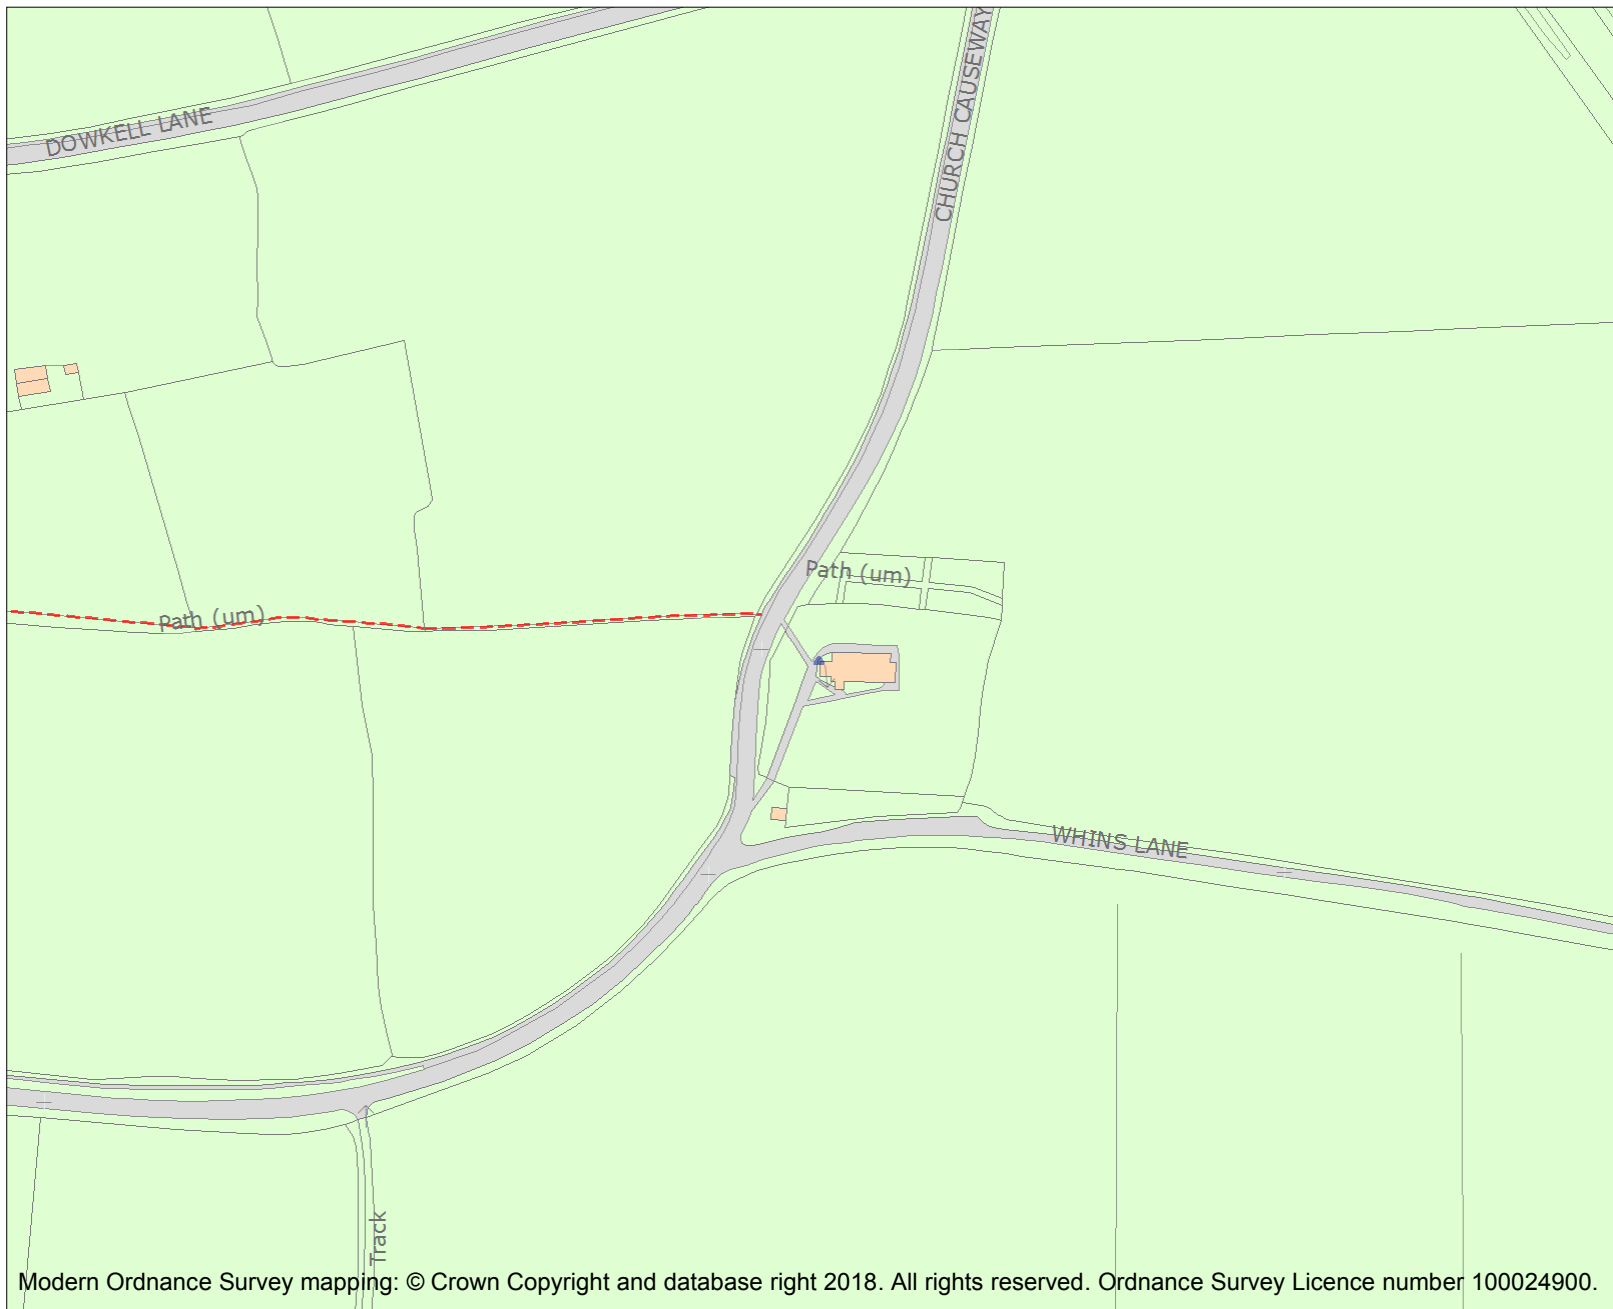 CHURCH CAUSEWAY
DOWKELL LANE
Path (um)
Path (um)
WHINS LANE
Track
Modern Ordnance Survey mapping: © Crown Copyright and database right 2018. All rights reserved. Ordnance Survey Licence number 100024900.